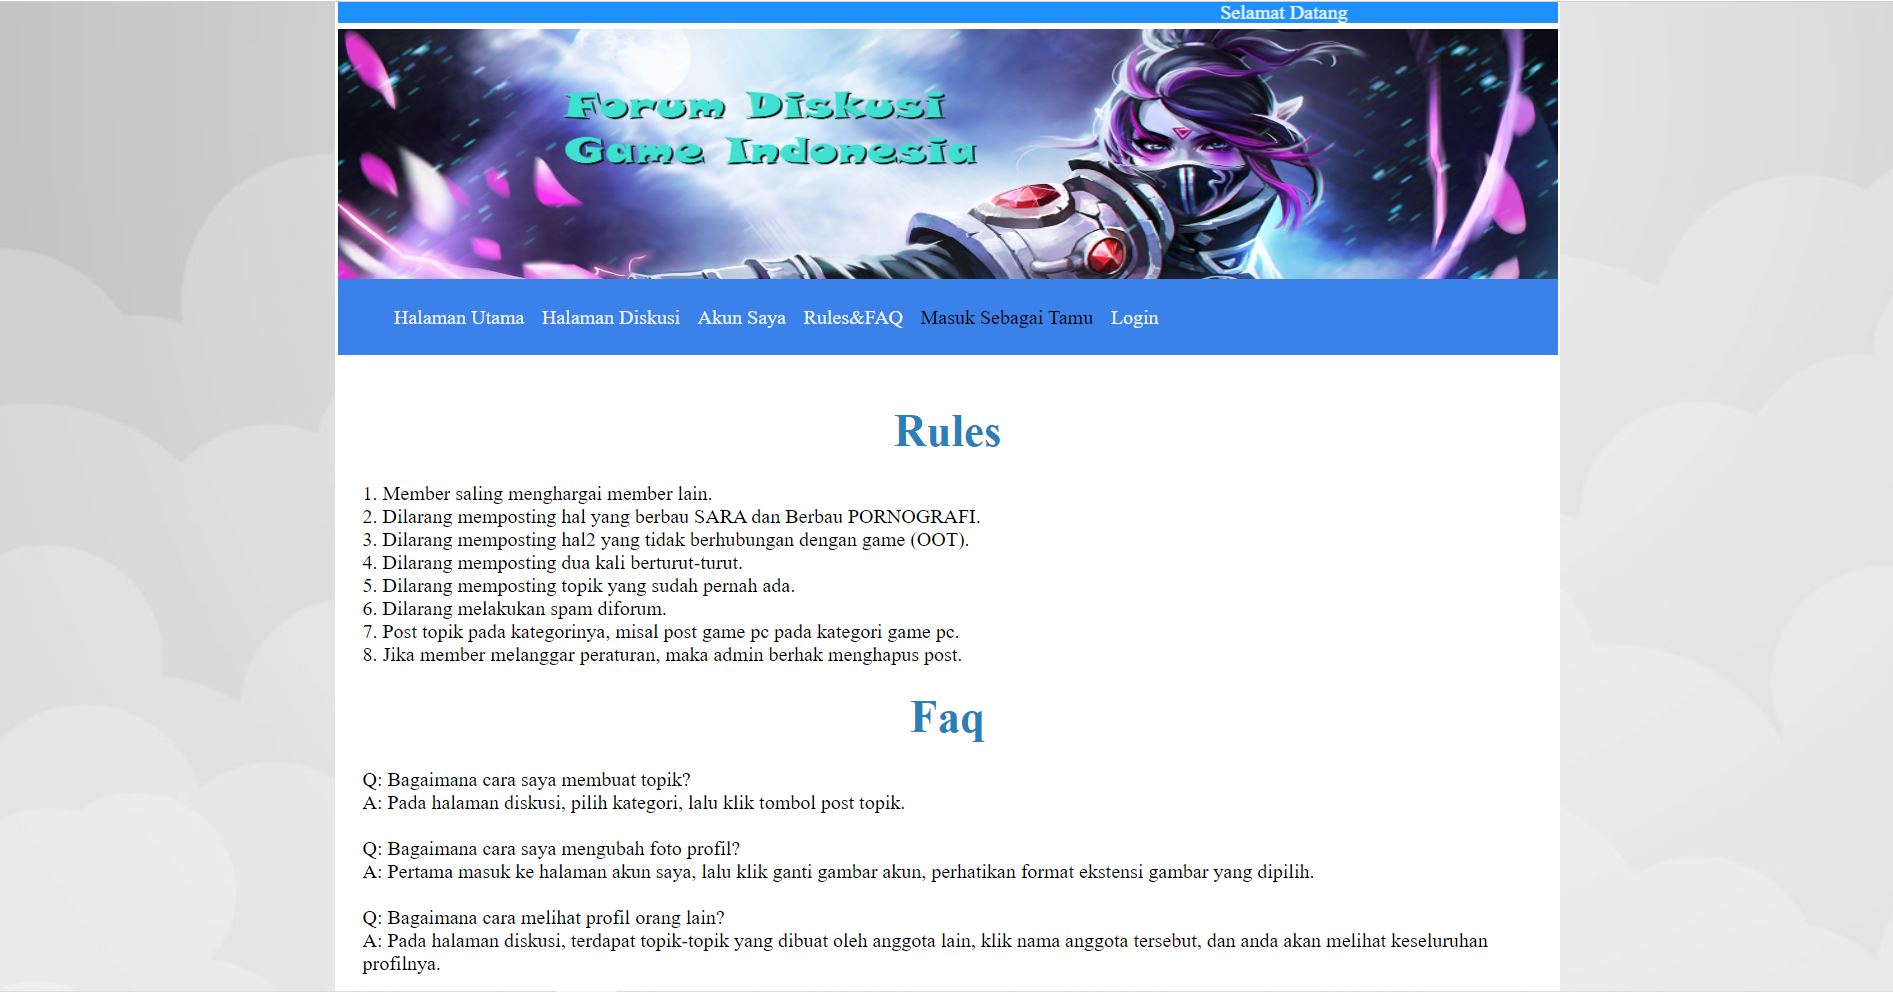 Selamat Datang
Forum Diskusi
Game Indonesia
Halaman Utama Halaman Diskusi Akun Saya Rules&FAQ Masuk Sebagai Tamu Login
Rules
1. Member saling menghargai member lain.
2. Dilarang memposting hal yang berbau SARA dan Berbau PORNOGRAFI.
3. Dilarang memposting hal2 yang tidak berhubungan dengan game (OOT).
4. Dilarang memposting dua kali berturut-turut.
5. Dilarang memposting topik yang sudah pernah ada.
6. Dilarang melakukan spam diforum.
7. Post topik pada kategorinya, misal post game pc pada kategori game pc.
8. Jika member melanggar peraturan, maka admin berhak menghapus post.
Faq
Q: Bagaimana cara saya membuat topik?
A: Pada halaman diskusi, pilih kategori, lalu klik tombol post topik.
Q: Bagaimana cara saya mengubah foto profil?
A: Pertama masuk ke halaman akun saya, lalu klik ganti gambar akun, perhatikan format ekstensi gambar yang dipilih.
Q: Bagaimana cara melihat profil orang lain?
A: Pada halaman diskusi, terdapat topik-topik yang dibuat oleh anggota lain, klik nama anggota tersebut, dan anda akan melihat keseluruhan
profilnya.